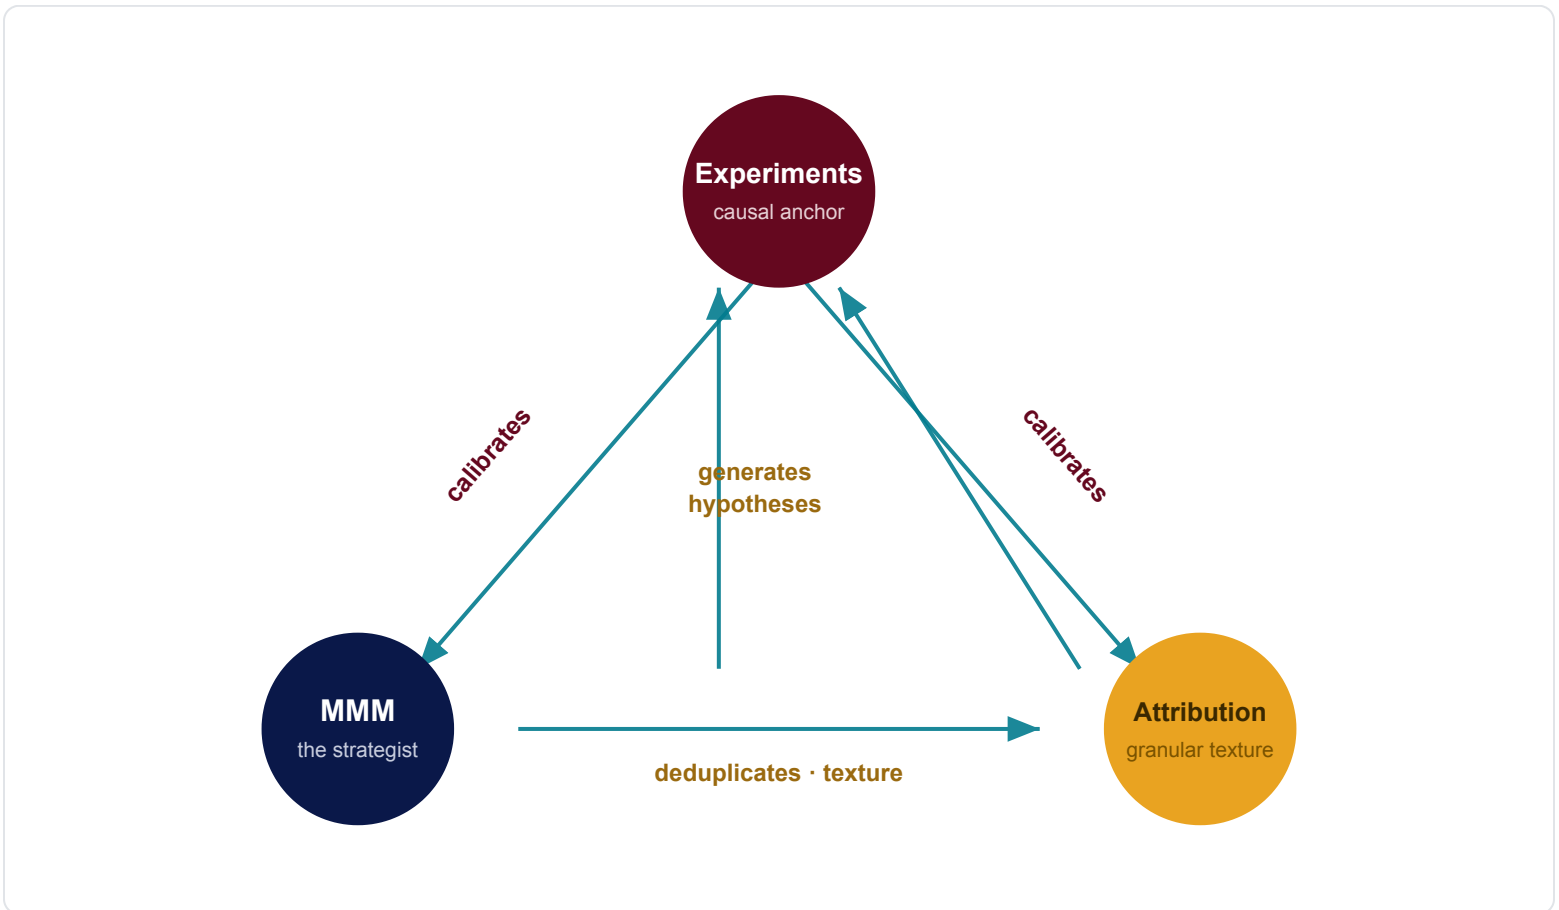 Experiments
causal anchor
calibrates
calibrates
generates
hypotheses
MMM
the strategist
Attribution
granular texture
deduplicates · texture